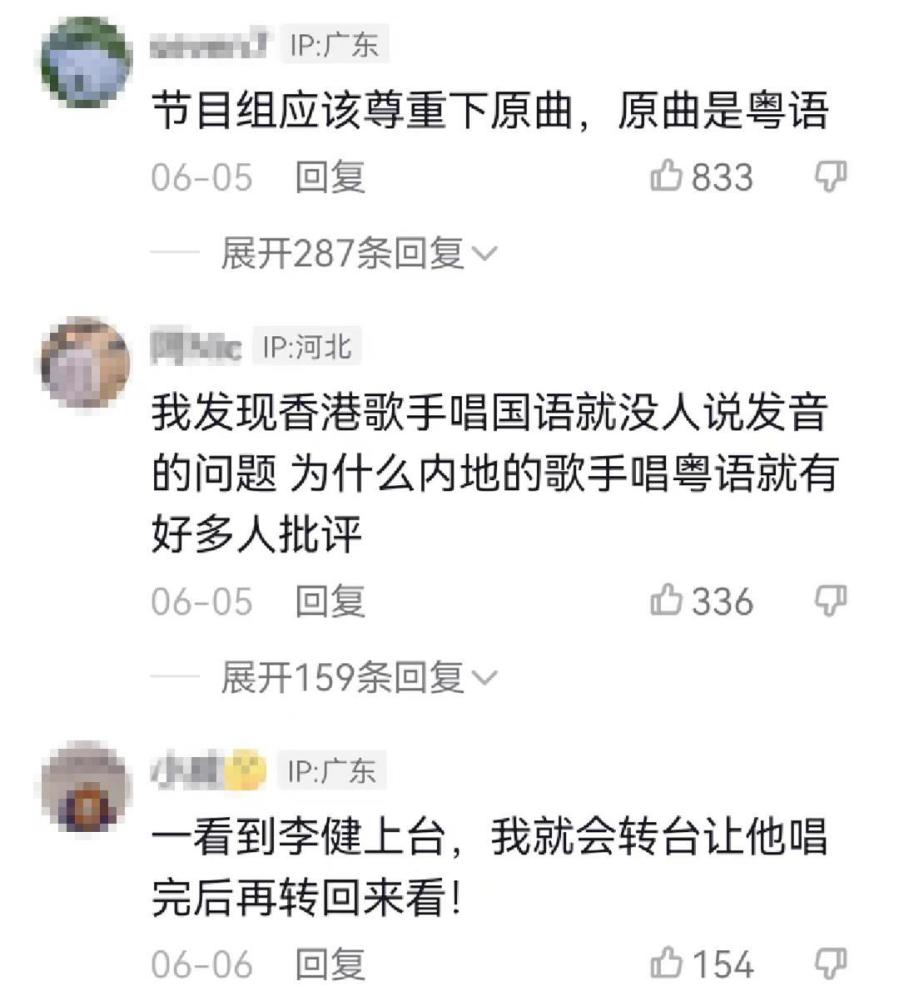 IP:广东
节目组应该尊重下原曲，原曲是粤语
06-05 回复 833
展开287条回复
IP:河北
我发现香港歌手唱国语就没人说发音
的问题 为什么内地的歌手唱粤语就有
好多人批评
06-05 回复 336
展开159条回复
IP:广东
一看到李健上台，我就会转台让他唱
完后再转回来看！
06-06 回复 154